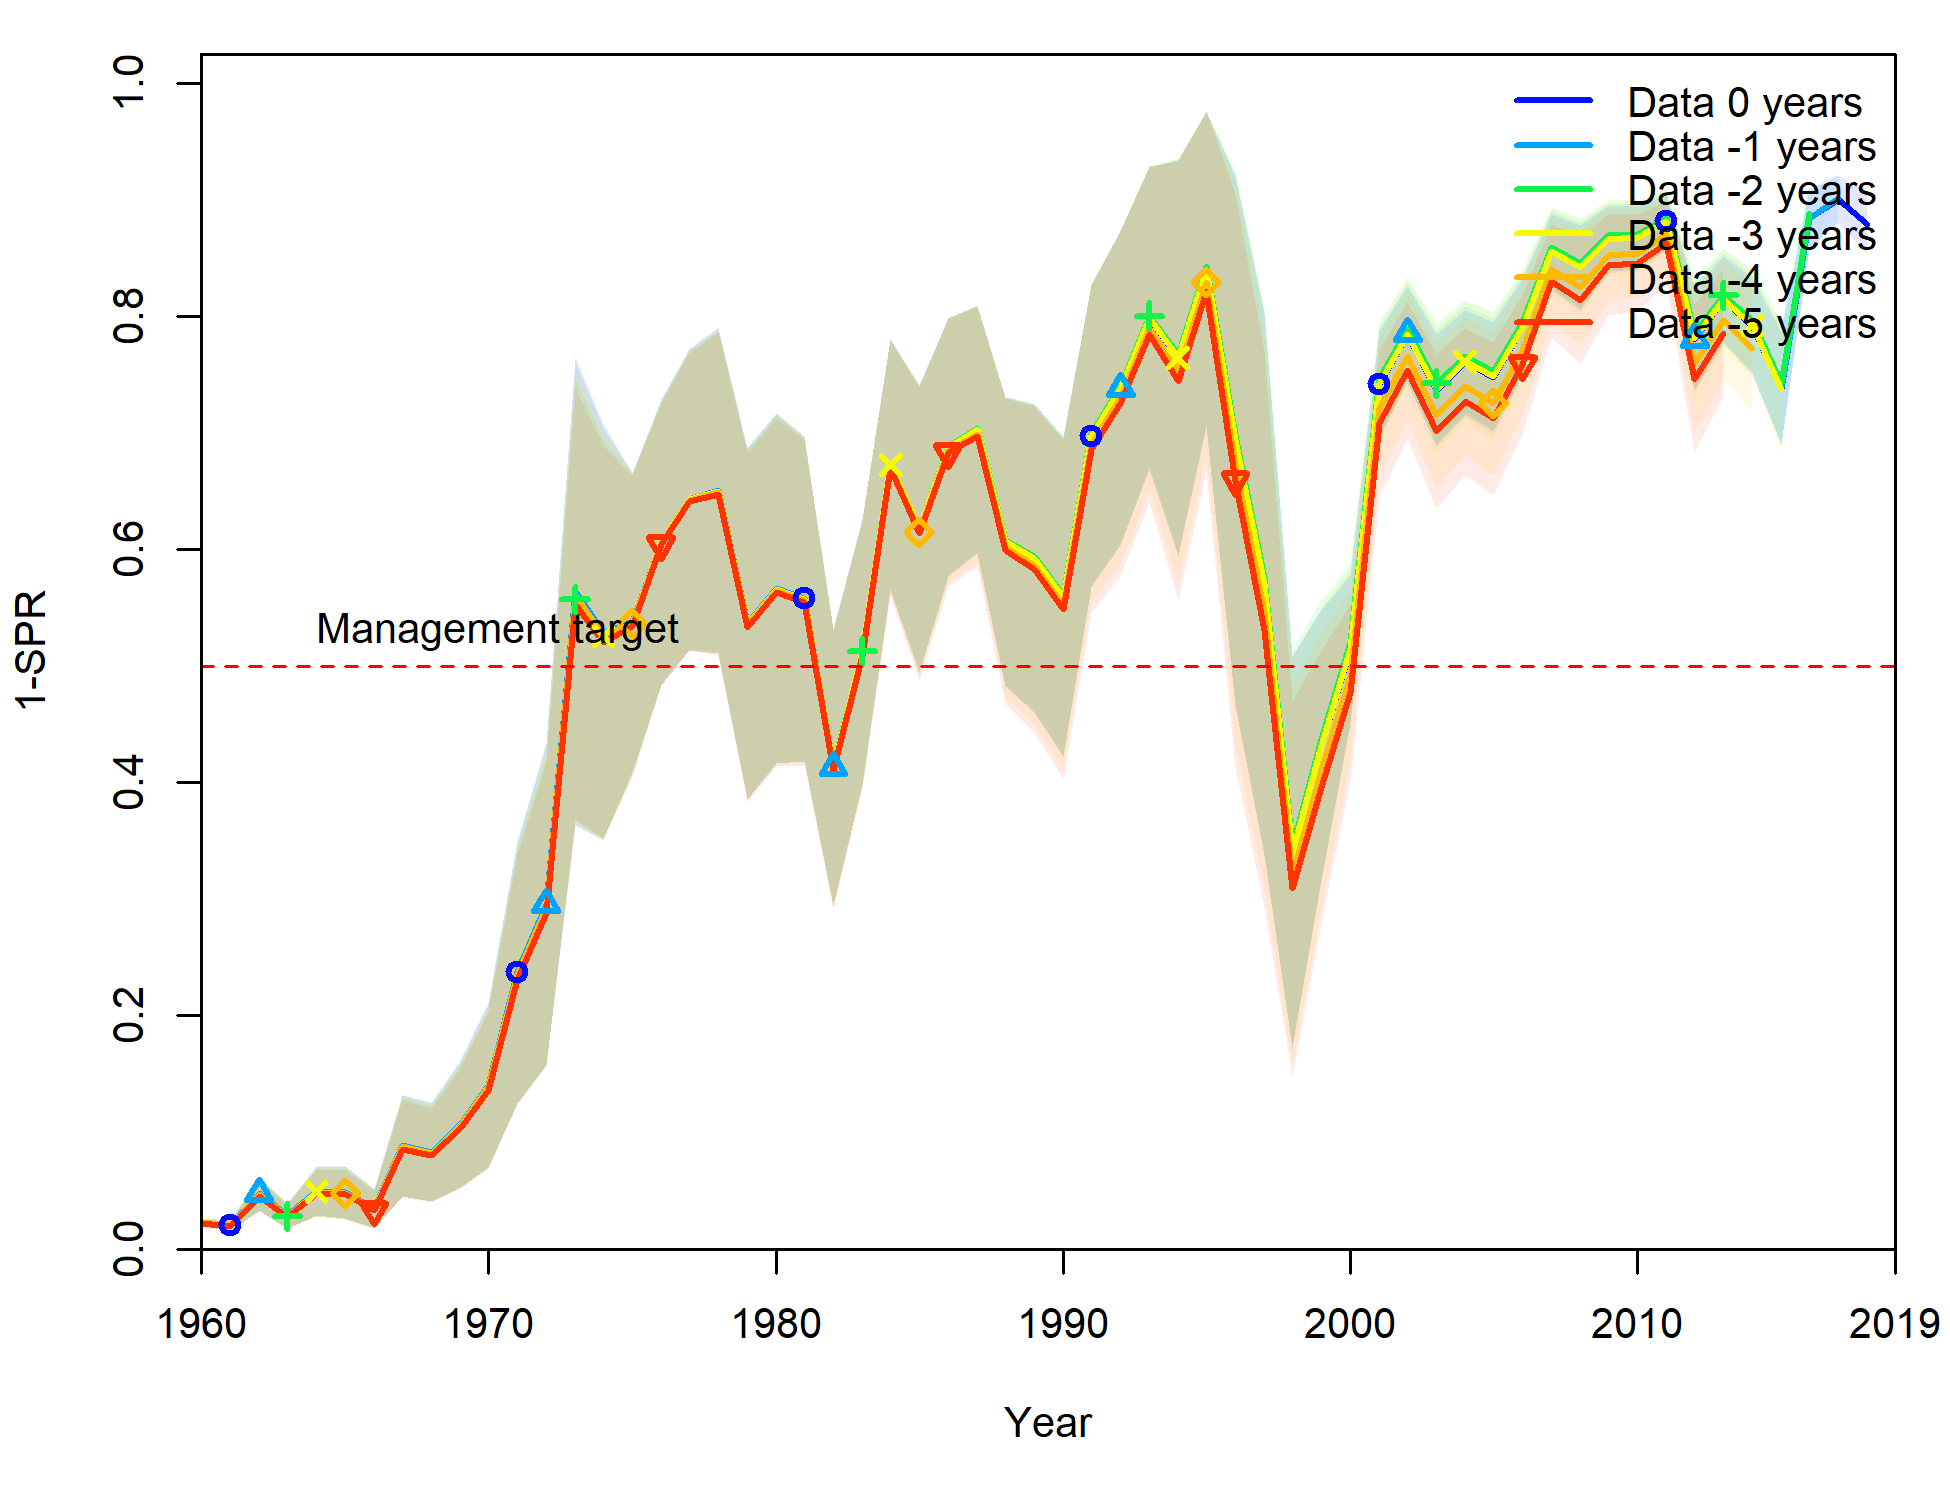 1.0
0.8
0.6
0.4
0.2
0.0
1-SPR
Data 0 years
Data -1 years
Data -2 years
Data -3 years
Data -4 years
Data -5 years
Management target
1960
1970
1980
1990
2000
2010
2019
Year